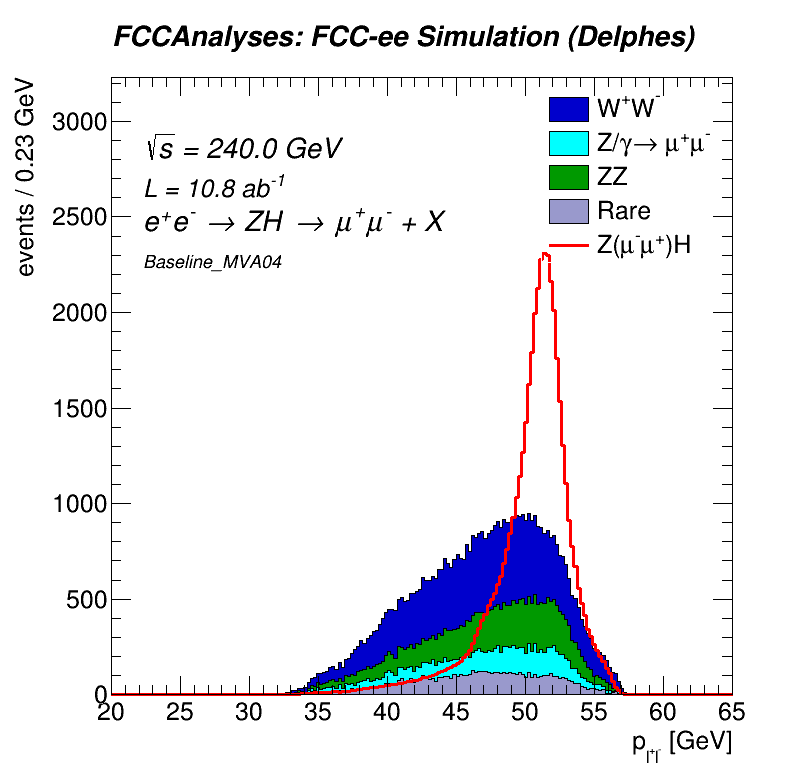 FCCAnalyses: FCC-ee Simulation (Delphes)
events / 0.23 GeV
3000
2500
2000
1500
1000
500
0
√s = 240.0 GeV
L = 10.8 ab⁻¹
e⁺e⁻ → ZH → μ⁺μ⁻ + X
Baseline_MVA04
W⁺W⁻
Z/γ→ μ⁺μ⁻
ZZ
Rare
Z(μ⁻μ⁺)H
20 25 30 35 40 45 50 55 60 65
p_l⁺l⁻ [GeV]